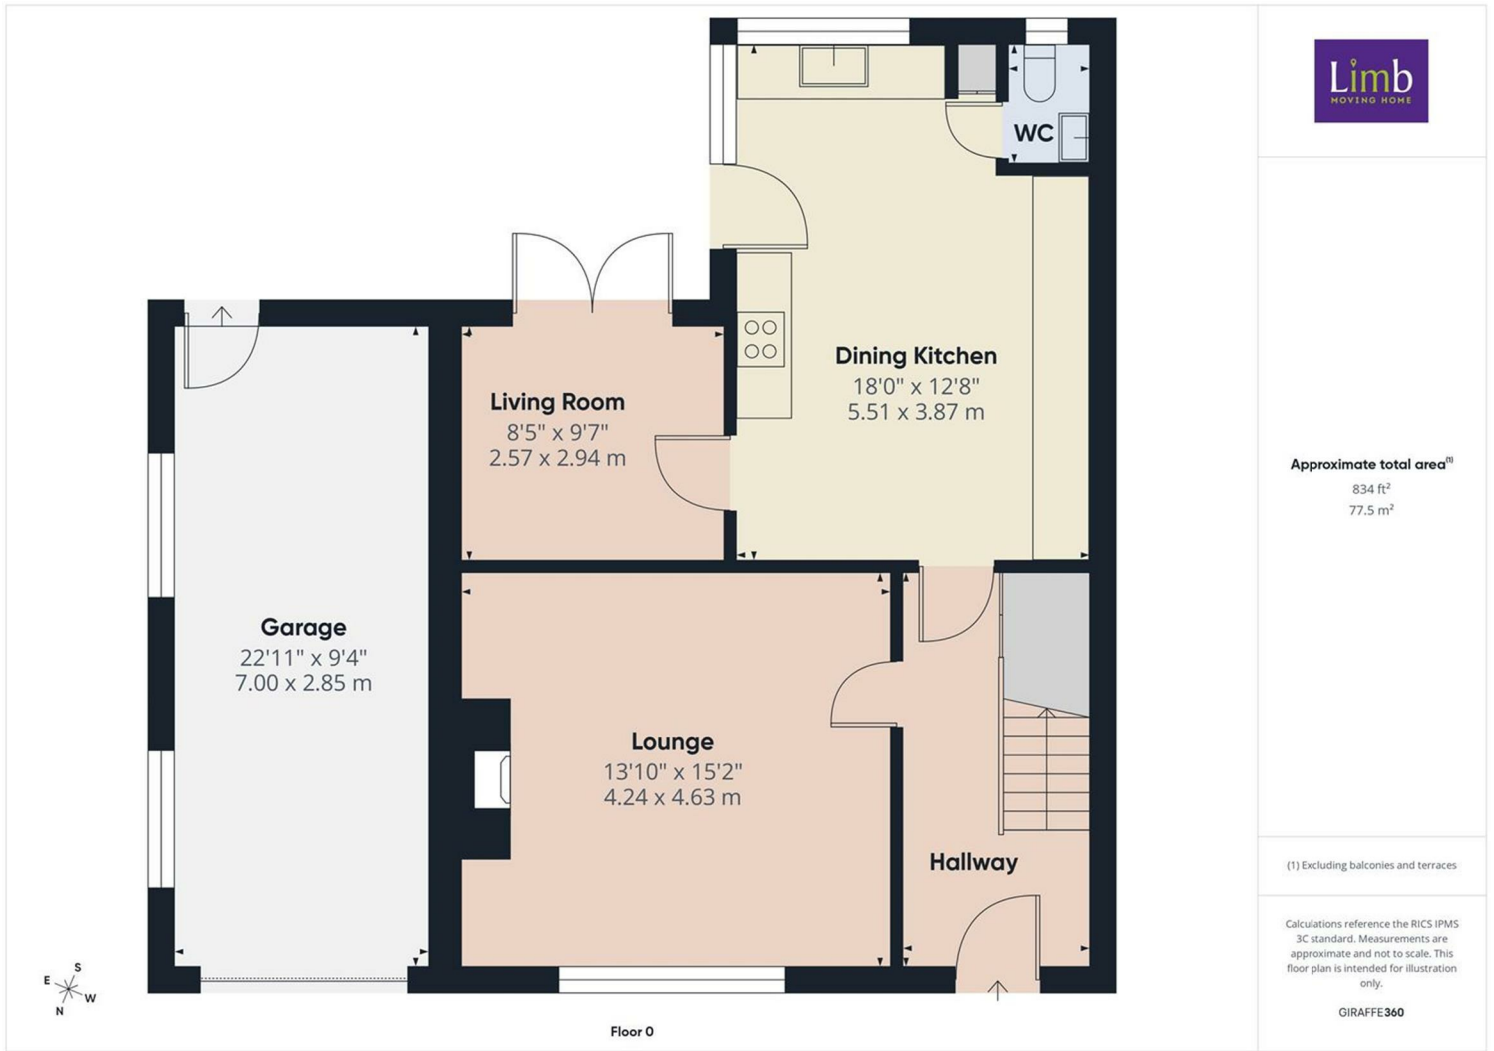 Limb
MOVING HOME
WC
Dining Kitchen
18'0" x 12'8"
5.51 x 3.87 m
Living Room
8'5" x 9'7"
2.57 x 2.94 m
Garage
22'11" x 9'4"
7.00 x 2.85 m
Lounge
13'10" x 15'2"
4.24 x 4.63 m
Hallway
S
E
W
N
Floor 0
Approximate total area⁽¹⁾
834 ft²
77.5 m²
(1) Excluding balconies and terraces
Calculations reference the RICS IPMS
3C standard. Measurements are
approximate and not to scale. This
floor plan is intended for illustration
only.
GIRAFFE360